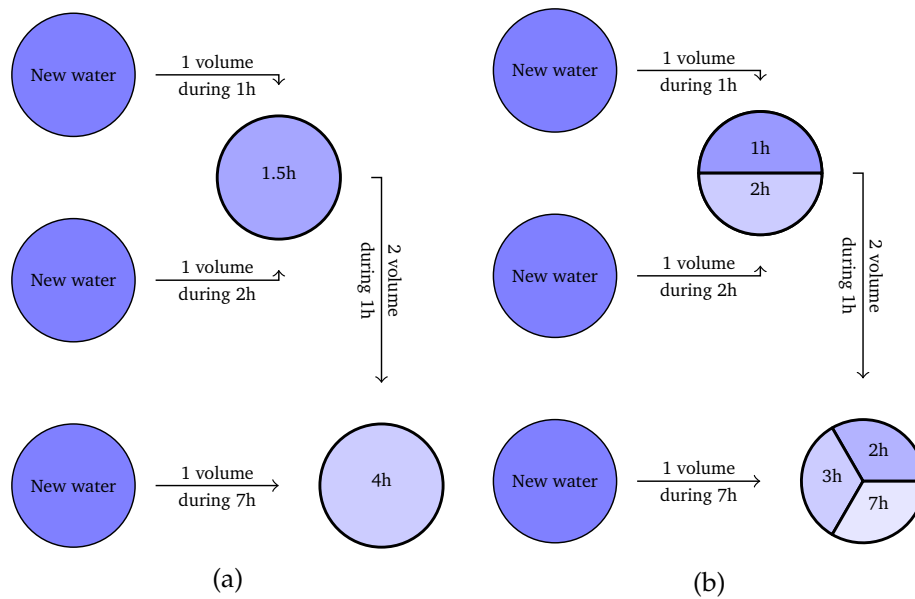 New water
1 volume
during 1h
1.5h
New water
1 volume
during 2h
2 volume
during 1h
New water
1 volume
during 7h
4h
(a)
New water
1 volume
during 1h
1h
2h
New water
1 volume
during 2h
2 volume
during 1h
New water
1 volume
during 7h
2h
3h
7h
(b)